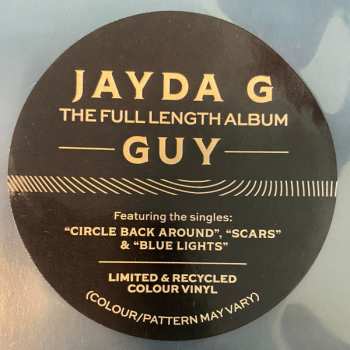 JAYDA G
THE FULL LENGTH ALBUM
GUY
Featuring the singles:
“CIRCLE BACK AROUND”, “SCARS”
& “BLUE LIGHTS”
LIMITED & RECYCLED
COLOUR VINYL
(COLOUR/PATTERN MAY VARY)